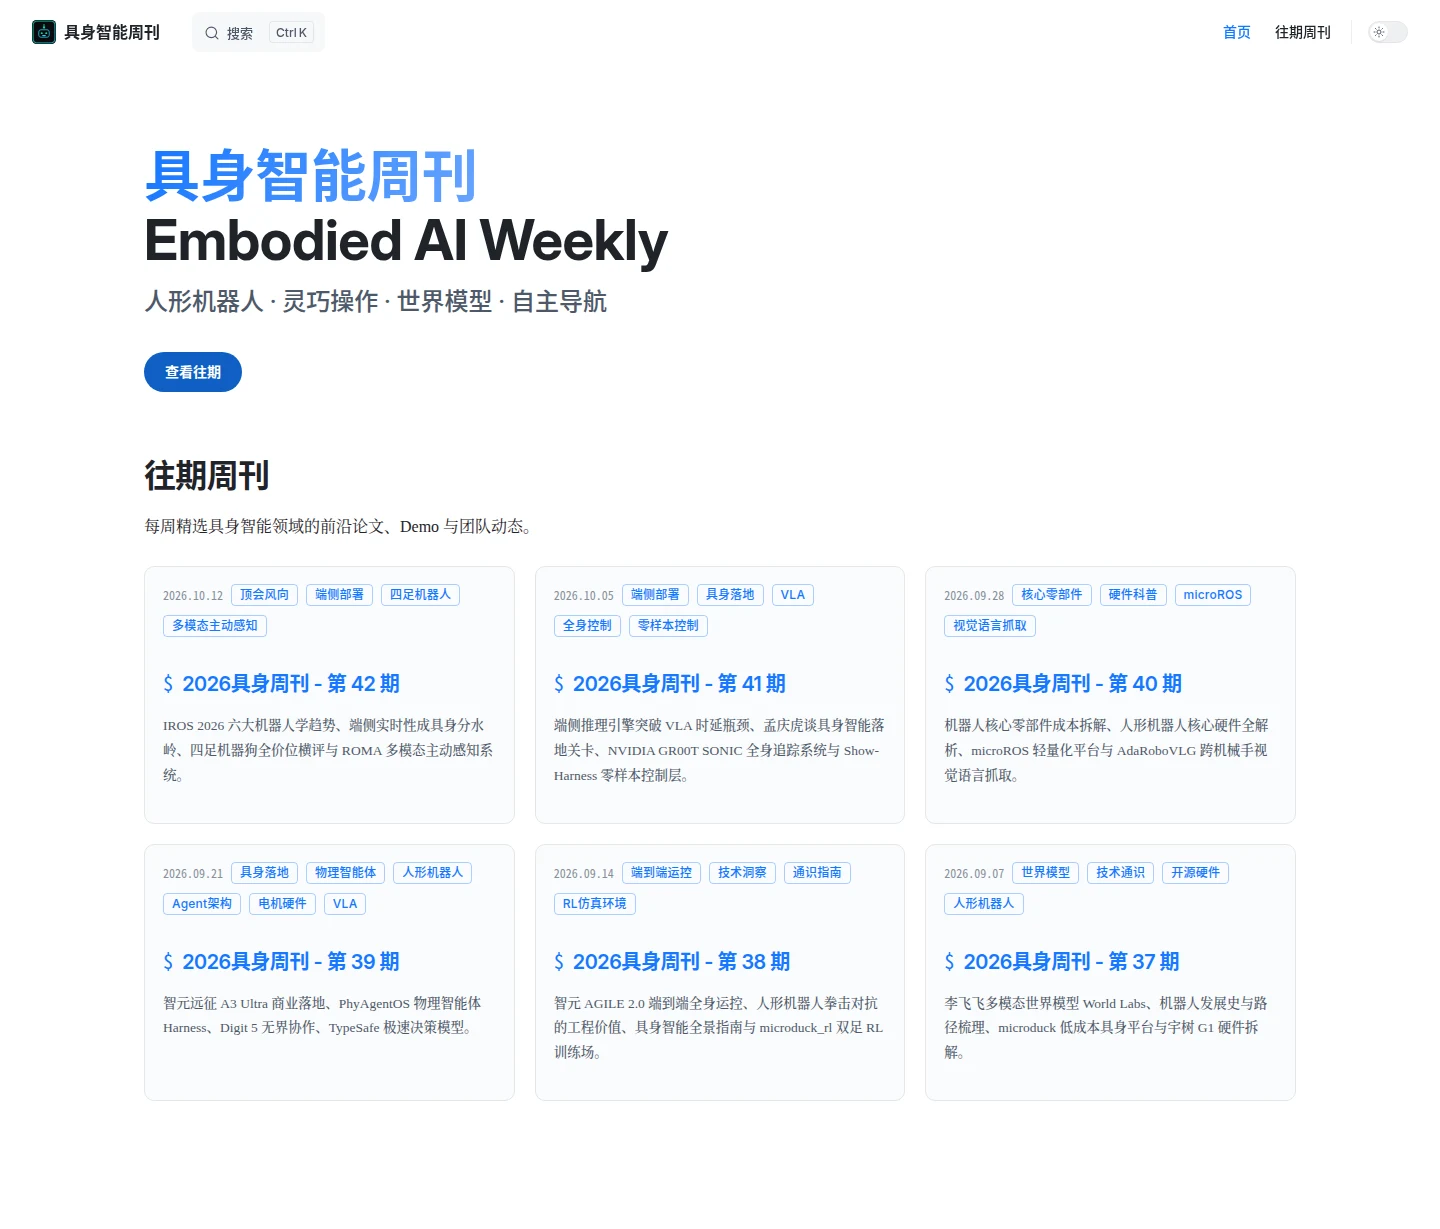 具身智能周刊
搜索 Ctrl K
首页 往期周刊
具身智能周刊
Embodied AI Weekly
人形机器人 · 灵巧操作 · 世界模型 · 自主导航
查看往期
往期周刊
每周精选具身智能领域的前沿论文、Demo 与团队动态。
2026.10.12 顶会风向 端侧部署 四足机器人
多模态主动感知
$ 2026具身周刊 - 第 42 期
IROS 2026 六大机器人学趋势、端侧实时性成具身分水
岭、四足机器狗全价位横评与 ROMA 多模态主动感知系
统。
2026.10.05 端侧部署 具身落地 VLA
全身控制 零样本控制
$ 2026具身周刊 - 第 41 期
端侧推理引擎突破 VLA 时延瓶颈、孟庆虎谈具身智能落
地关卡、NVIDIA GR00T SONIC 全身追踪系统与 Show-
Harness 零样本控制层。
2026.09.28 核心零部件 硬件科普 microROS
视觉语言抓取
$ 2026具身周刊 - 第 40 期
机器人核心零部件成本拆解、人形机器人核心硬件全解
析、microROS 轻量化平台与 AdaRoboVLG 跨机械手视
觉语言抓取。
2026.09.21 具身落地 物理智能体 人形机器人
Agent架构 电机硬件 VLA
$ 2026具身周刊 - 第 39 期
智元远征 A3 Ultra 商业落地、PhyAgentOS 物理智能体
Harness、Digit 5 无界协作、TypeSafe 极速决策模型。
2026.09.14 端到端运控 技术洞察 通识指南
RL仿真环境
$ 2026具身周刊 - 第 38 期
智元 AGILE 2.0 端到端全身运控、人形机器人拳击对抗
的工程价值、具身智能全景指南与 microduck_rl 双足 RL
训练场。
2026.09.07 世界模型 技术通识 开源硬件
人形机器人
$ 2026具身周刊 - 第 37 期
李飞飞多模态世界模型 World Labs、机器人发展史与路
径梳理、microduck 低成本具身平台与宇树 G1 硬件拆
解。